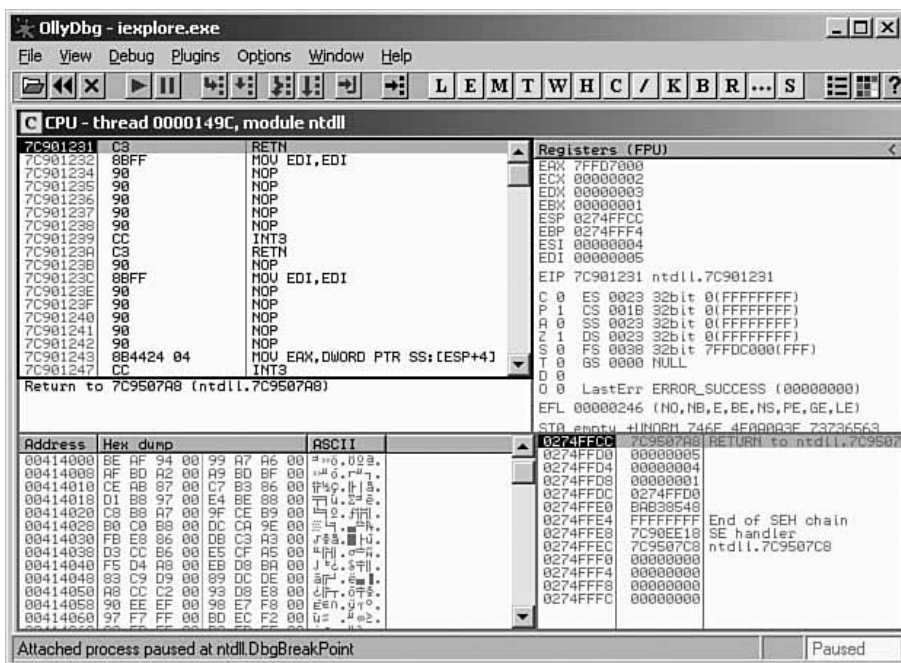 OllyDbg - iexplore.exe
File View Debug Plugins Options Window Help
L E M T W H C / K B R ... S ?
C CPU - thread 0000149C, module ntdll
7C901231 C3 RETN
7C901232 8BFF MOV EDI,EDI
7C901234 90 NOP
7C901235 90 NOP
7C901236 90 NOP
7C901237 90 NOP
7C901238 90 NOP
7C901239 CC INT3
7C90123A C3 RETN
7C90123B 90 NOP
7C90123C 8BFF MOV EDI,EDI
7C90123E 90 NOP
7C90123F 90 NOP
7C901240 90 NOP
7C901241 90 NOP
7C901242 90 NOP
7C901243 8B4424 04 MOV EAX,DWORD PTR SS:[ESP+4]
7C901247 CC INT3
Return to 7C9507A8 (ntdll.7C9507A8)
Registers (FPU) <
EAX 7FFD7000
ECX 00000002
EDX 00000003
EBX 00000001
ESP 0274FFCC
EBP 0274FFF4
ESI 00000004
EDI 00000005
EIP 7C901231 ntdll.7C901231
C 0 ES 0023 32bit 0(FFFFFFFF)
P 1 CS 001B 32bit 0(FFFFFFFF)
A 0 SS 0023 32bit 0(FFFFFFFF)
Z 1 DS 0023 32bit 0(FFFFFFFF)
S 0 FS 0038 32bit 7FFDC000(FFF)
T 0 GS 0000 NULL
D 0
O 0 LastErr ERROR_SUCCESS (00000000)
EFL 00000246 (NO,NB,E,BE,NS,PE,GE,LE)
ST0 empty +UNORM 746E 4E0A0A3E 73736563
Address Hex dump ASCII
00414000 BE AF 94 00 99 A7 A6 00
00414008 AF BD A2 00 A9 BD BF 00
00414010 CE AB 87 00 C7 B3 86 00
00414018 D1 B8 97 00 E4 BE 88 00
00414020 C8 B8 A7 00 9F CE B9 00
00414028 B0 C0 B8 00 DC CA 9E 00
00414030 FB E8 86 00 DB C3 A3 00
00414038 D3 CC B6 00 E5 CF A5 00
00414040 F5 D4 A8 00 EB D8 BA 00
00414048 83 C9 D9 00 89 DC DE 00
00414050 A8 CC C2 00 93 D8 E8 00
00414058 90 EE EF 00 98 E7 F8 00
00414060 97 F7 FF 00 BD EC F2 00
0274FFCC 7C9507A8 RETURN to ntdll.7C9507
0274FFD0 00000005
0274FFD4 00000004
0274FFD8 00000001
0274FFDC 0274FFD0
0274FFE0 BAB38548
0274FFE4 FFFFFFFF End of SEH chain
0274FFE8 7C90EE18 SE handler
0274FFEC 7C9507C8 ntdll.7C9507C8
0274FFF0 00000000
0274FFF4 00000000
0274FFF8 00000000
0274FFFC 00000000
Attached process paused at ntdll.DbgBreakPoint
Paused